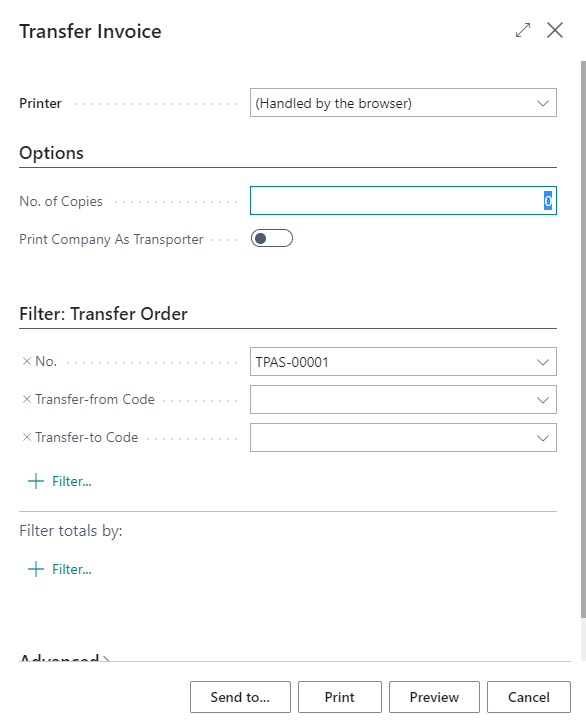 Transfer Invoice
Printer (Handled by the browser)
Options
No. of Copies 0
Print Company As Transporter
Filter: Transfer Order
× No. TPAS-00001
× Transfer-from Code
× Transfer-to Code
+ Filter...
Filter totals by:
+ Filter...
Advanced >
Send to... Print Preview Cancel